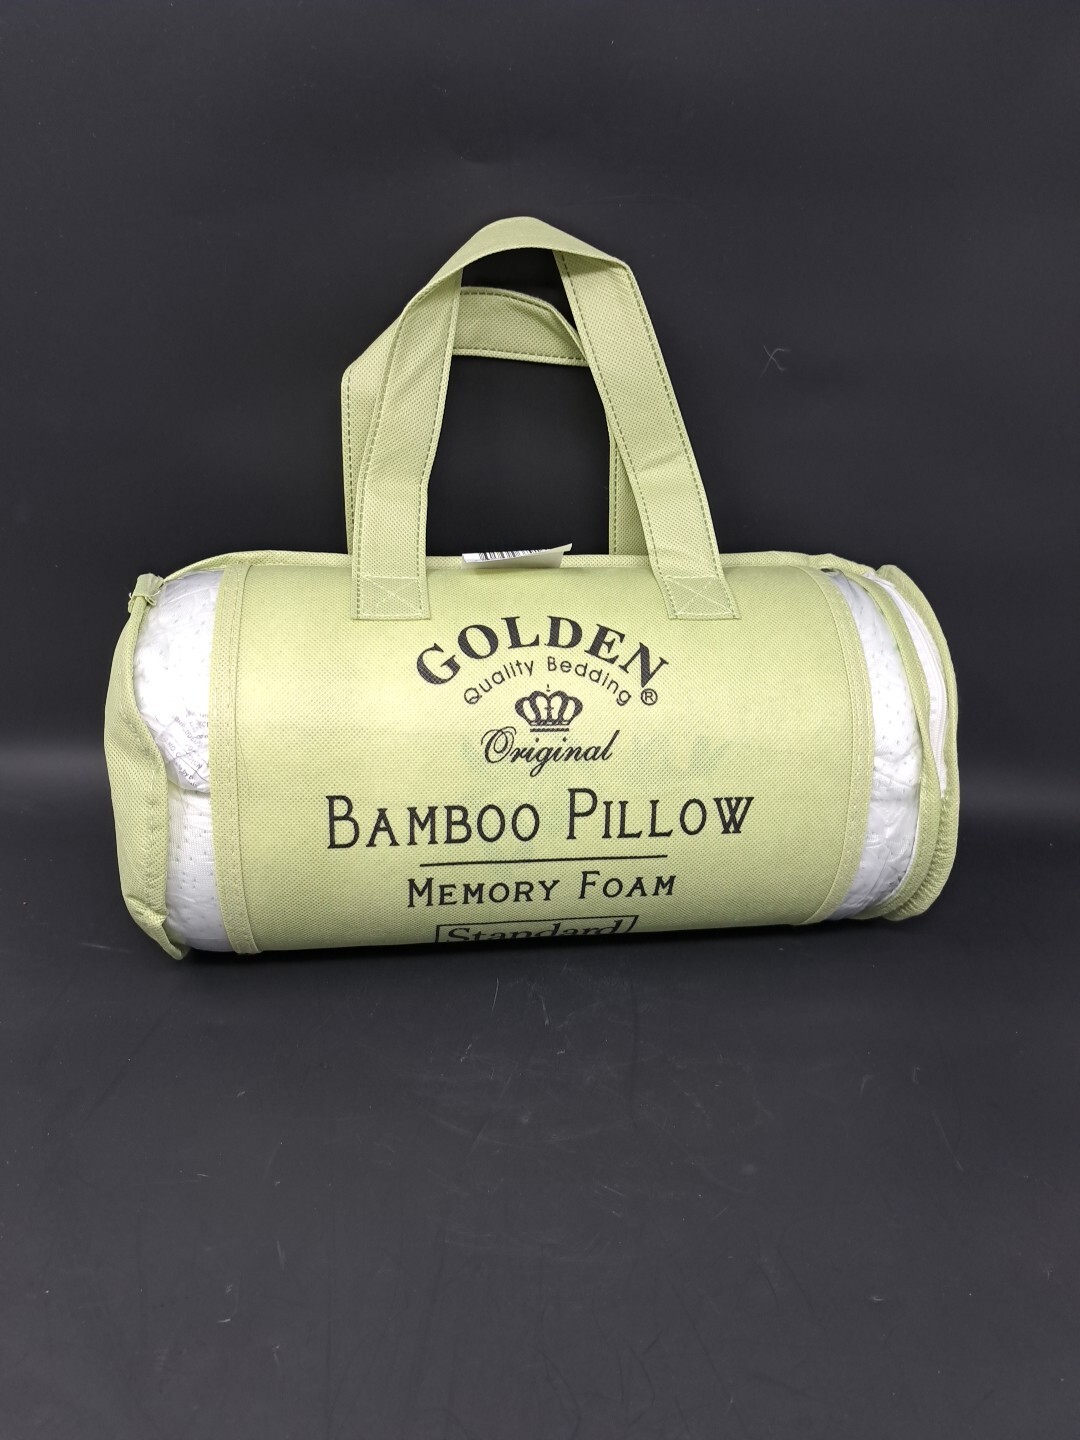 GOLDEN
Quality Bedding®
Original
BAMBOO PILLOW
MEMORY FOAM
Standard